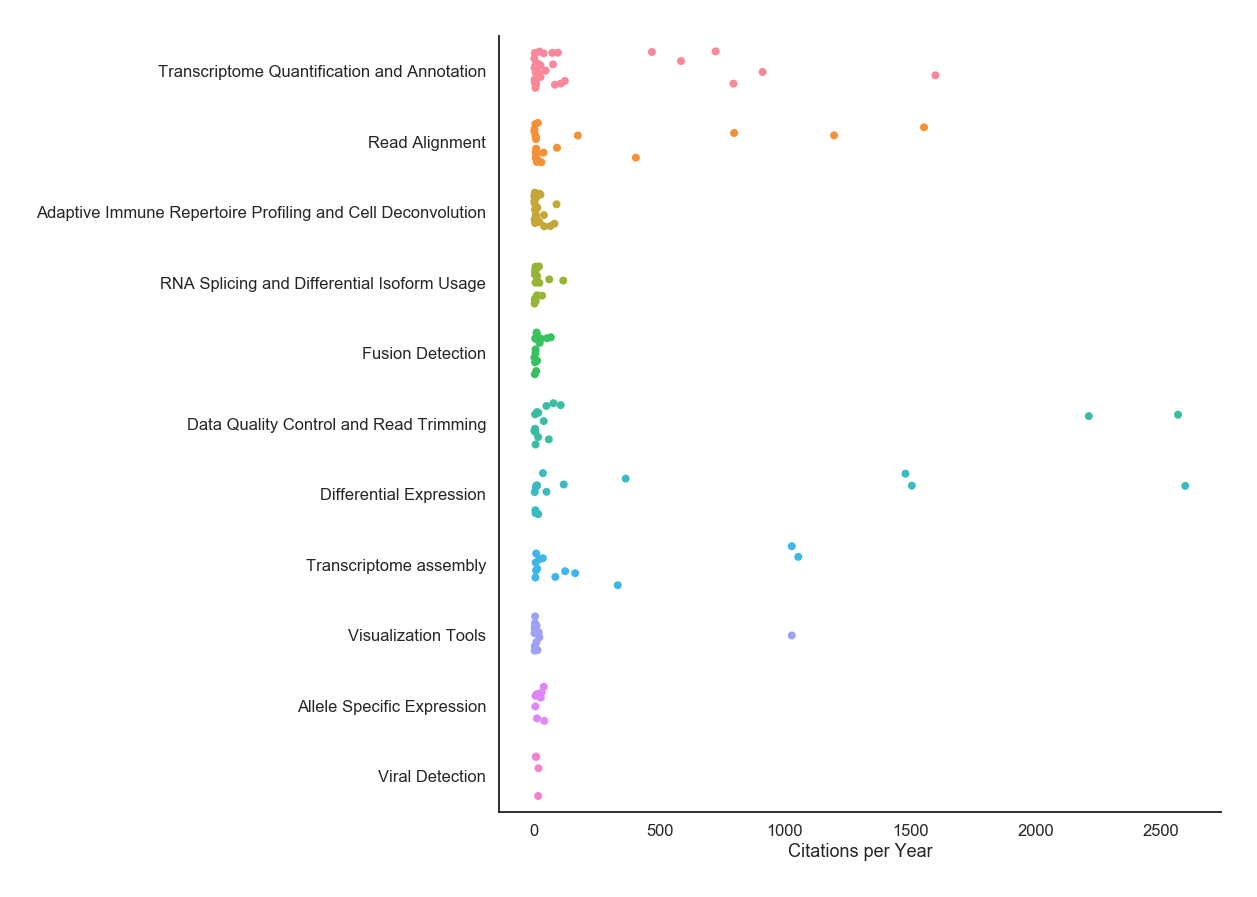 Transcriptome Quantification and Annotation
Read Alignment
Adaptive Immune Repertoire Profiling and Cell Deconvolution
RNA Splicing and Differential Isoform Usage
Fusion Detection
Data Quality Control and Read Trimming
Differential Expression
Transcriptome assembly
Visualization Tools
Allele Specific Expression
Viral Detection
0 500 1000 1500 2000 2500
Citations per Year